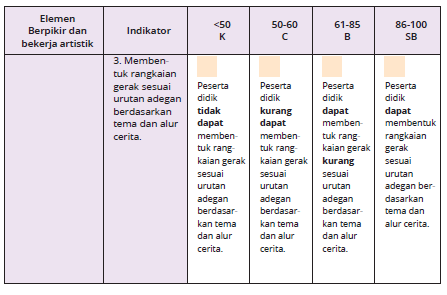 Elemen
Berpikir dan
bekerja artistik
Indikator
<50
K
50-60
C
61-85
B
86-100
SB
3. Memben-
tuk rangkaian
gerak sesuai
urutan adegan
berdasarkan
tema dan alur
cerita.
Peserta
didik
tidak
dapat
memben-
tuk rang-
kaian gerak
sesuai
urutan
adegan
berdasar-
kan tema
dan alur
cerita.
Peserta
didik
kurang
dapat
memben-
tuk rang-
kaian gerak
sesuai
urutan
adegan
berdasar-
kan tema
dan alur
cerita.
Peserta
didik
dapat
memben-
tuk rang-
kaian gerak
kurang
sesuai
urutan
adegan
berdasar-
kan tema
dan alur
cerita.
Peserta
didik
dapat
membentuk
rangkaian
gerak
sesuai
urutan
adegan ber-
dasarkan
tema dan
alur cerita.